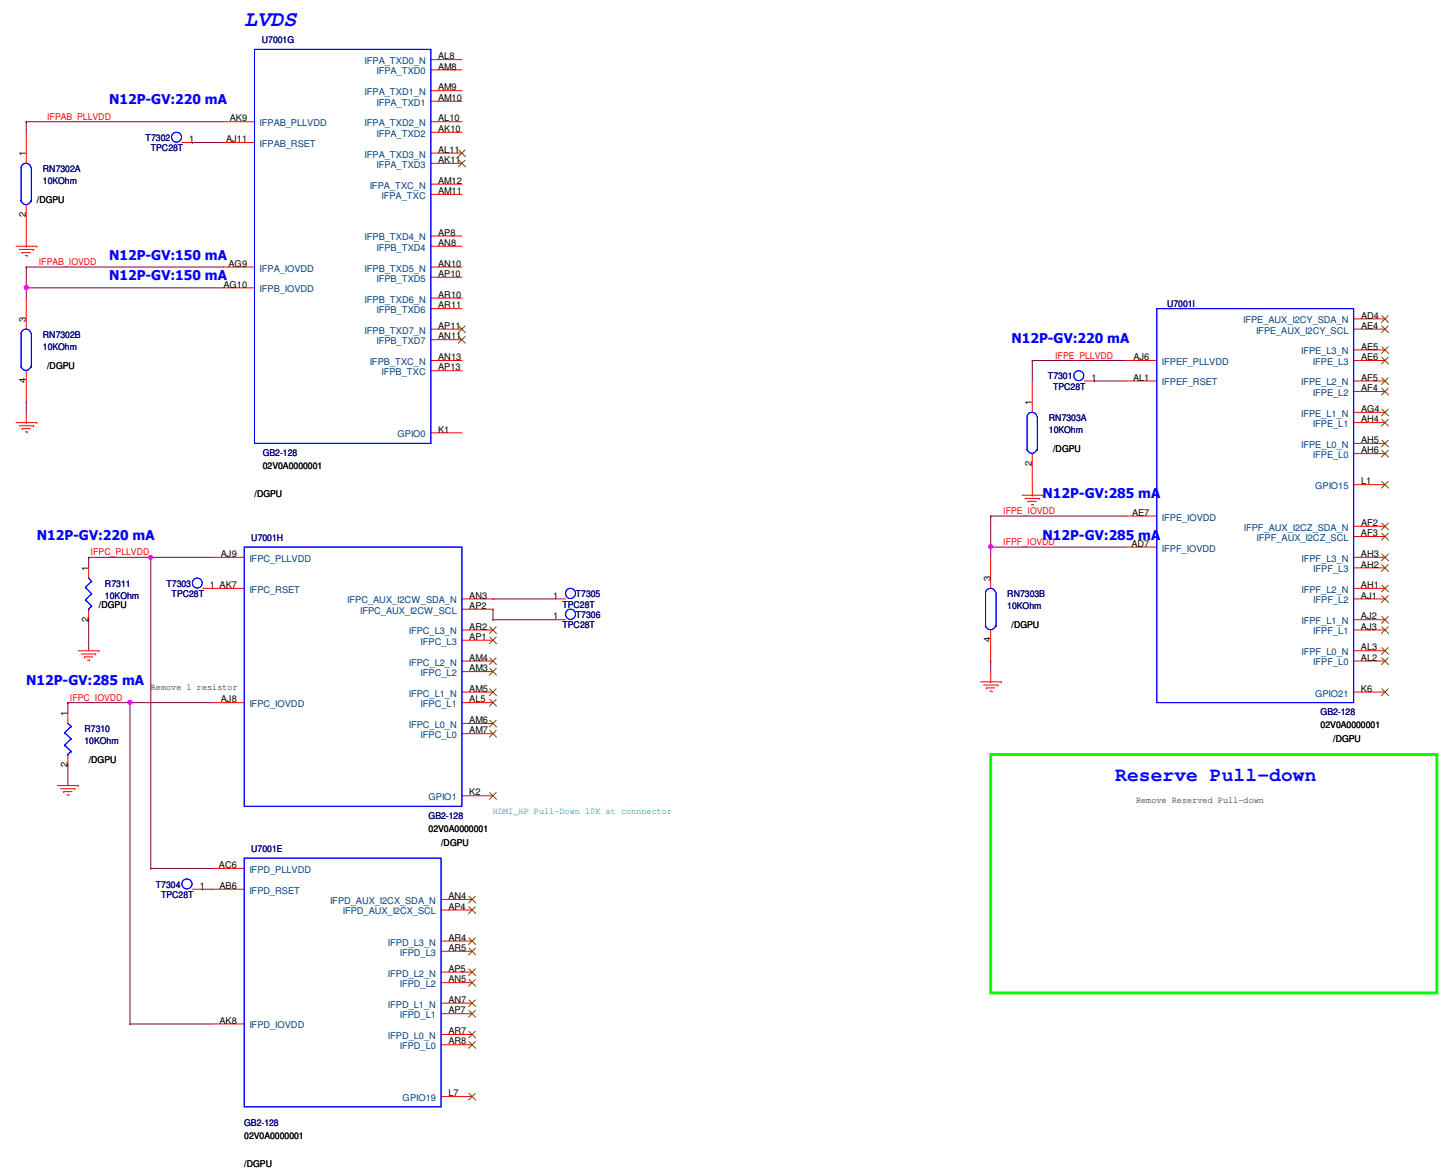 LVDS
U7001G
N12P-GV:220 mA
IFPAB_PLLVDD
AK9
IFPAB_PLLVDD
T7302
1
TPC28T
AJ11
IFPAB_RSET
1
RN7302A
10KOhm
/DGPU
2
N12P-GV:150 mA
IFPAB_IOVDD
AG9
IFPA_IOVDD
N12P-GV:150 mA
AG10
IFPB_IOVDD
3
RN7302B
10KOhm
/DGPU
4
IFPA_TXD0_N AL8
IFPA_TXD0 AM8
IFPA_TXD1_N AM9
IFPA_TXD1 AM10
IFPA_TXD2_N AL10
IFPA_TXD2 AK10
IFPA_TXD3_N AL11
IFPA_TXD3 AK11
IFPA_TXC_N AM12
IFPA_TXC AM11
IFPB_TXD4_N AP8
IFPB_TXD4 AN8
IFPB_TXD5_N AN10
IFPB_TXD5 AP10
IFPB_TXD6_N AR10
IFPB_TXD6 AR11
IFPB_TXD7_N AP11
IFPB_TXD7 AN11
IFPB_TXC_N AN13
IFPB_TXC AP13
GPIO0 K1
GB2-128
02V0A0000001
/DGPU
N12P-GV:220 mA
U7001H
IFPC_PLLVDD
AJ9
IFPC_PLLVDD
1
R7311
10KOhm
/DGPU
2
T7303
1
AK7
TPC28T
IFPC_RSET
N12P-GV:285 mA
Remove 1 resistor
IFPC_IOVDD
AJ8
IFPC_IOVDD
1
R7310
10KOhm
/DGPU
2
IFPC_AUX_I2CW_SDA_N AN3
1
T7305
TPC28T
IFPC_AUX_I2CW_SCL AP2
1
T7306
TPC28T
IFPC_L3_N AR2
IFPC_L3 AP1
IFPC_L2_N AM4
IFPC_L2 AM3
IFPC_L1_N AM5
IFPC_L1 AL5
IFPC_L0_N AM6
IFPC_L0 AM7
GPIO1 K2
HDMI_HP Pull-Down 10K at connnector
GB2-128
02V0A0000001
/DGPU
U7001E
AC6
IFPD_PLLVDD
T7304
1
AB6
TPC28T
IFPD_RSET
AK8
IFPD_IOVDD
IFPD_AUX_I2CX_SDA_N AN4
IFPD_AUX_I2CX_SCL AP4
IFPD_L3_N AR4
IFPD_L3 AR5
IFPD_L2_N AP5
IFPD_L2 AN5
IFPD_L1_N AN7
IFPD_L1 AP7
IFPD_L0_N AR7
IFPD_L0 AR8
GPIO19 L7
GB2-128
02V0A0000001
/DGPU
U7001I
N12P-GV:220 mA
IFPE_PLLVDD
AJ6
IFPEF_PLLVDD
T7301
1
TPC28T
AL1
IFPEF_RSET
1
RN7303A
10KOhm
/DGPU
2
N12P-GV:285 mA
IFPE_IOVDD
AE7
IFPE_IOVDD
N12P-GV:285 mA
IFPF_IOVDD
AD7
IFPF_IOVDD
3
RN7303B
10KOhm
/DGPU
4
IFPE_AUX_I2CY_SDA_N AD4
IFPE_AUX_I2CY_SCL AE4
IFPE_L3_N AE5
IFPE_L3 AE6
IFPE_L2_N AF5
IFPE_L2 AF4
IFPE_L1_N AG4
IFPE_L1 AH4
IFPE_L0_N AH5
IFPE_L0 AH6
GPIO15 L1
IFPF_AUX_I2CZ_SDA_N AF2
IFPF_AUX_I2CZ_SCL AF3
IFPF_L3_N AH3
IFPF_L3 AH2
IFPF_L2_N AH1
IFPF_L2 AJ1
IFPF_L1_N AJ2
IFPF_L1 AJ3
IFPF_L0_N AL3
IFPF_L0 AL2
GPIO21 K6
GB2-128
02V0A0000001
/DGPU
Reserve Pull-down
Remove Reserved Pull-down